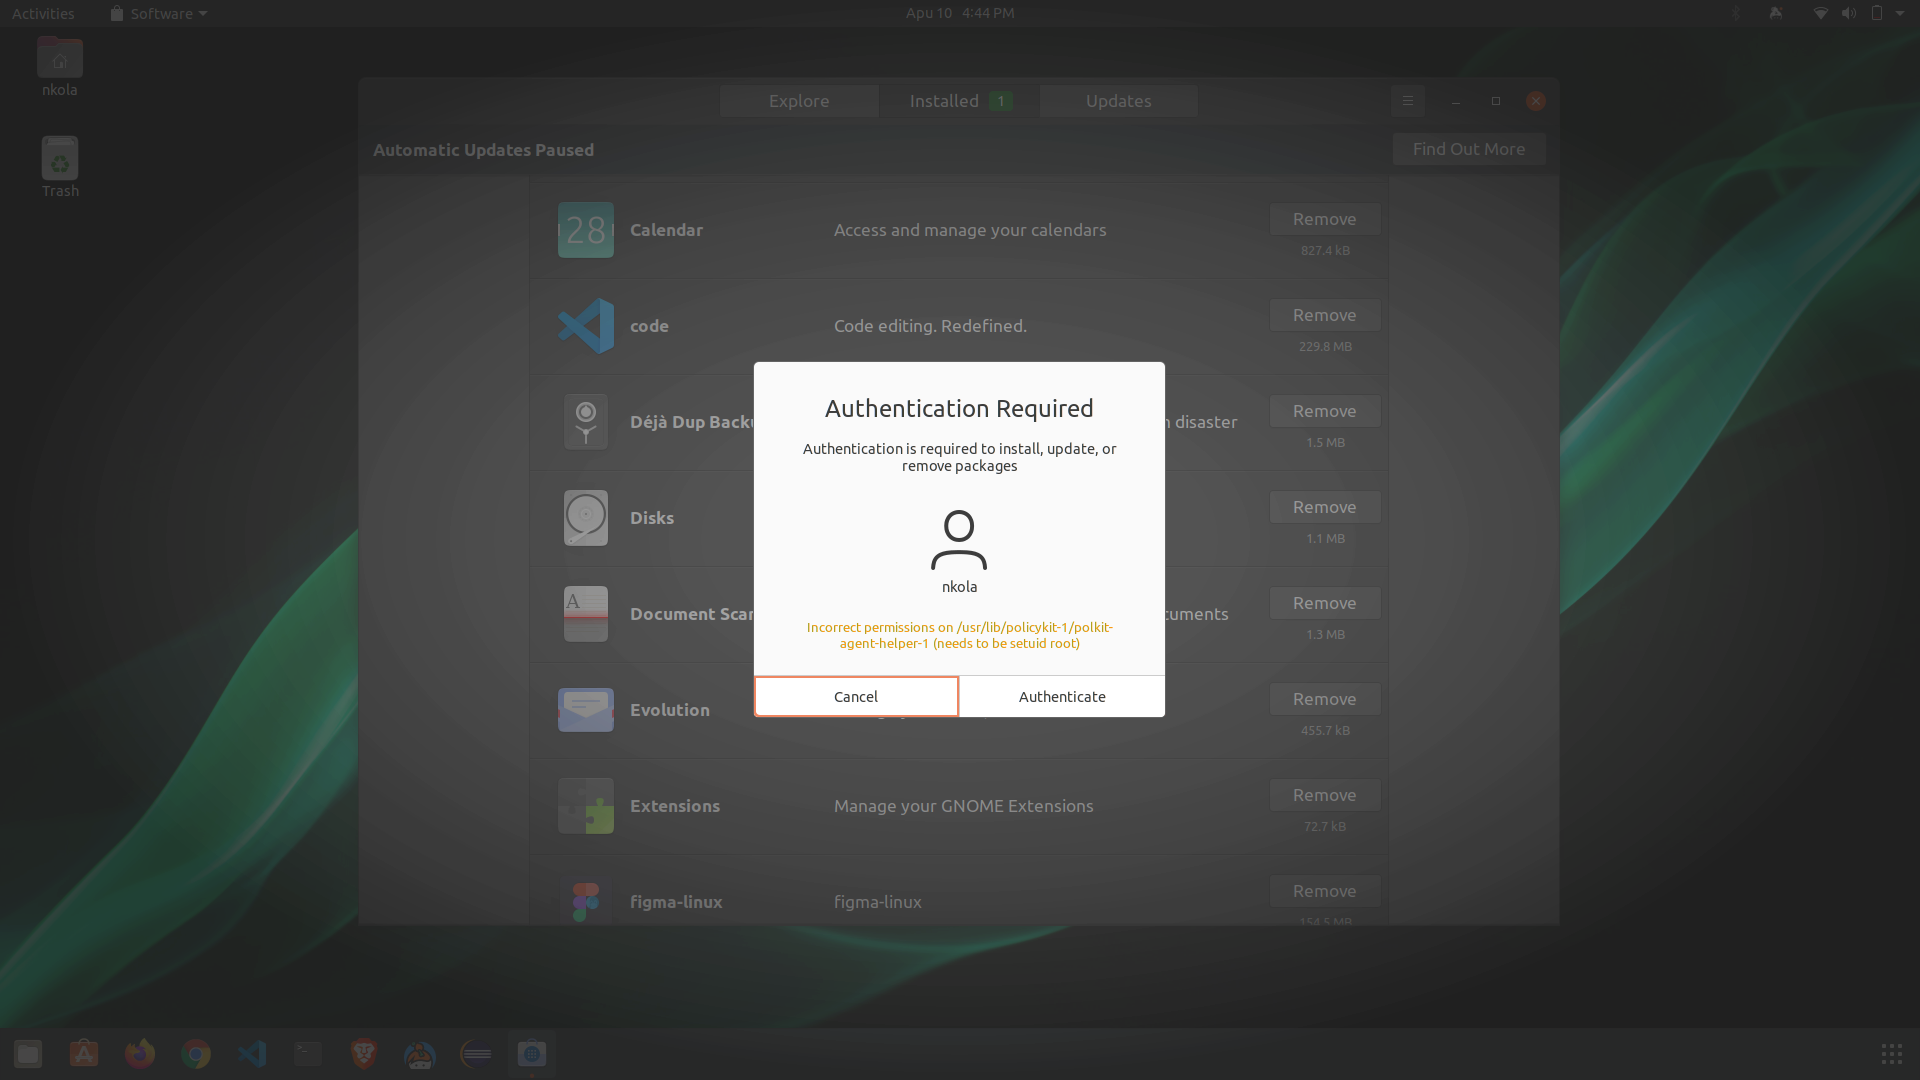 Activities
Software
Apu 10 4:44 PM
nkola
Trash
Explore
Installed 1
Updates
Automatic Updates Paused
Find Out More
28
Calendar
Access and manage your calendars
Remove
827.4 kB
code
Code editing. Redefined.
Remove
229.8 MB
Déjà Dup Backu
disaster
Remove
1.5 MB
Disks
Remove
1.1 MB
A
Document Scan
cuments
Remove
1.3 MB
Evolution
Remove
455.7 kB
Extensions
Manage your GNOME Extensions
Remove
72.7 kB
figma-linux
figma-linux
Remove
154.5 MB
Authentication Required
Authentication is required to install, update, or
remove packages
nkola
Incorrect permissions on /usr/lib/policykit-1/polkit-
agent-helper-1 (needs to be setuid root)
Cancel
Authenticate